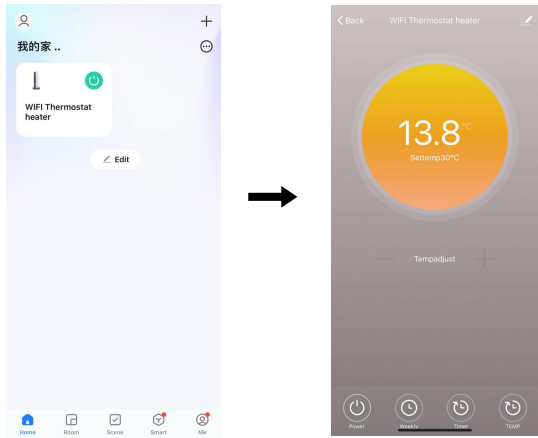 我的家 ..
WIFI Thermostat
heater
Edit
Home
Room
Scene
Smart
Me
Back
WIFI Thermostat heater
13.8°C
Settemp30°C
Tempadjust
Power
Weekly
Timer
TEMP